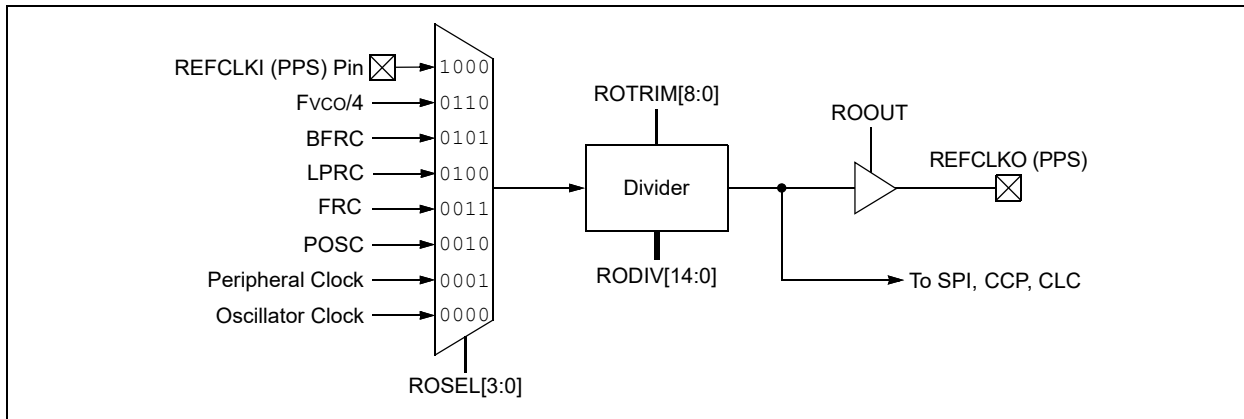 REFCLKI (PPS) Pin
1000
FVCO/4
0110
BFRC
0101
LPRC
0100
FRC
0011
POSC
0010
Peripheral Clock
0001
Oscillator Clock
0000
ROSEL[3:0]
ROTRIM[8:0]
Divider
RODIV[14:0]
ROOUT
REFCLKO (PPS)
To SPI, CCP, CLC